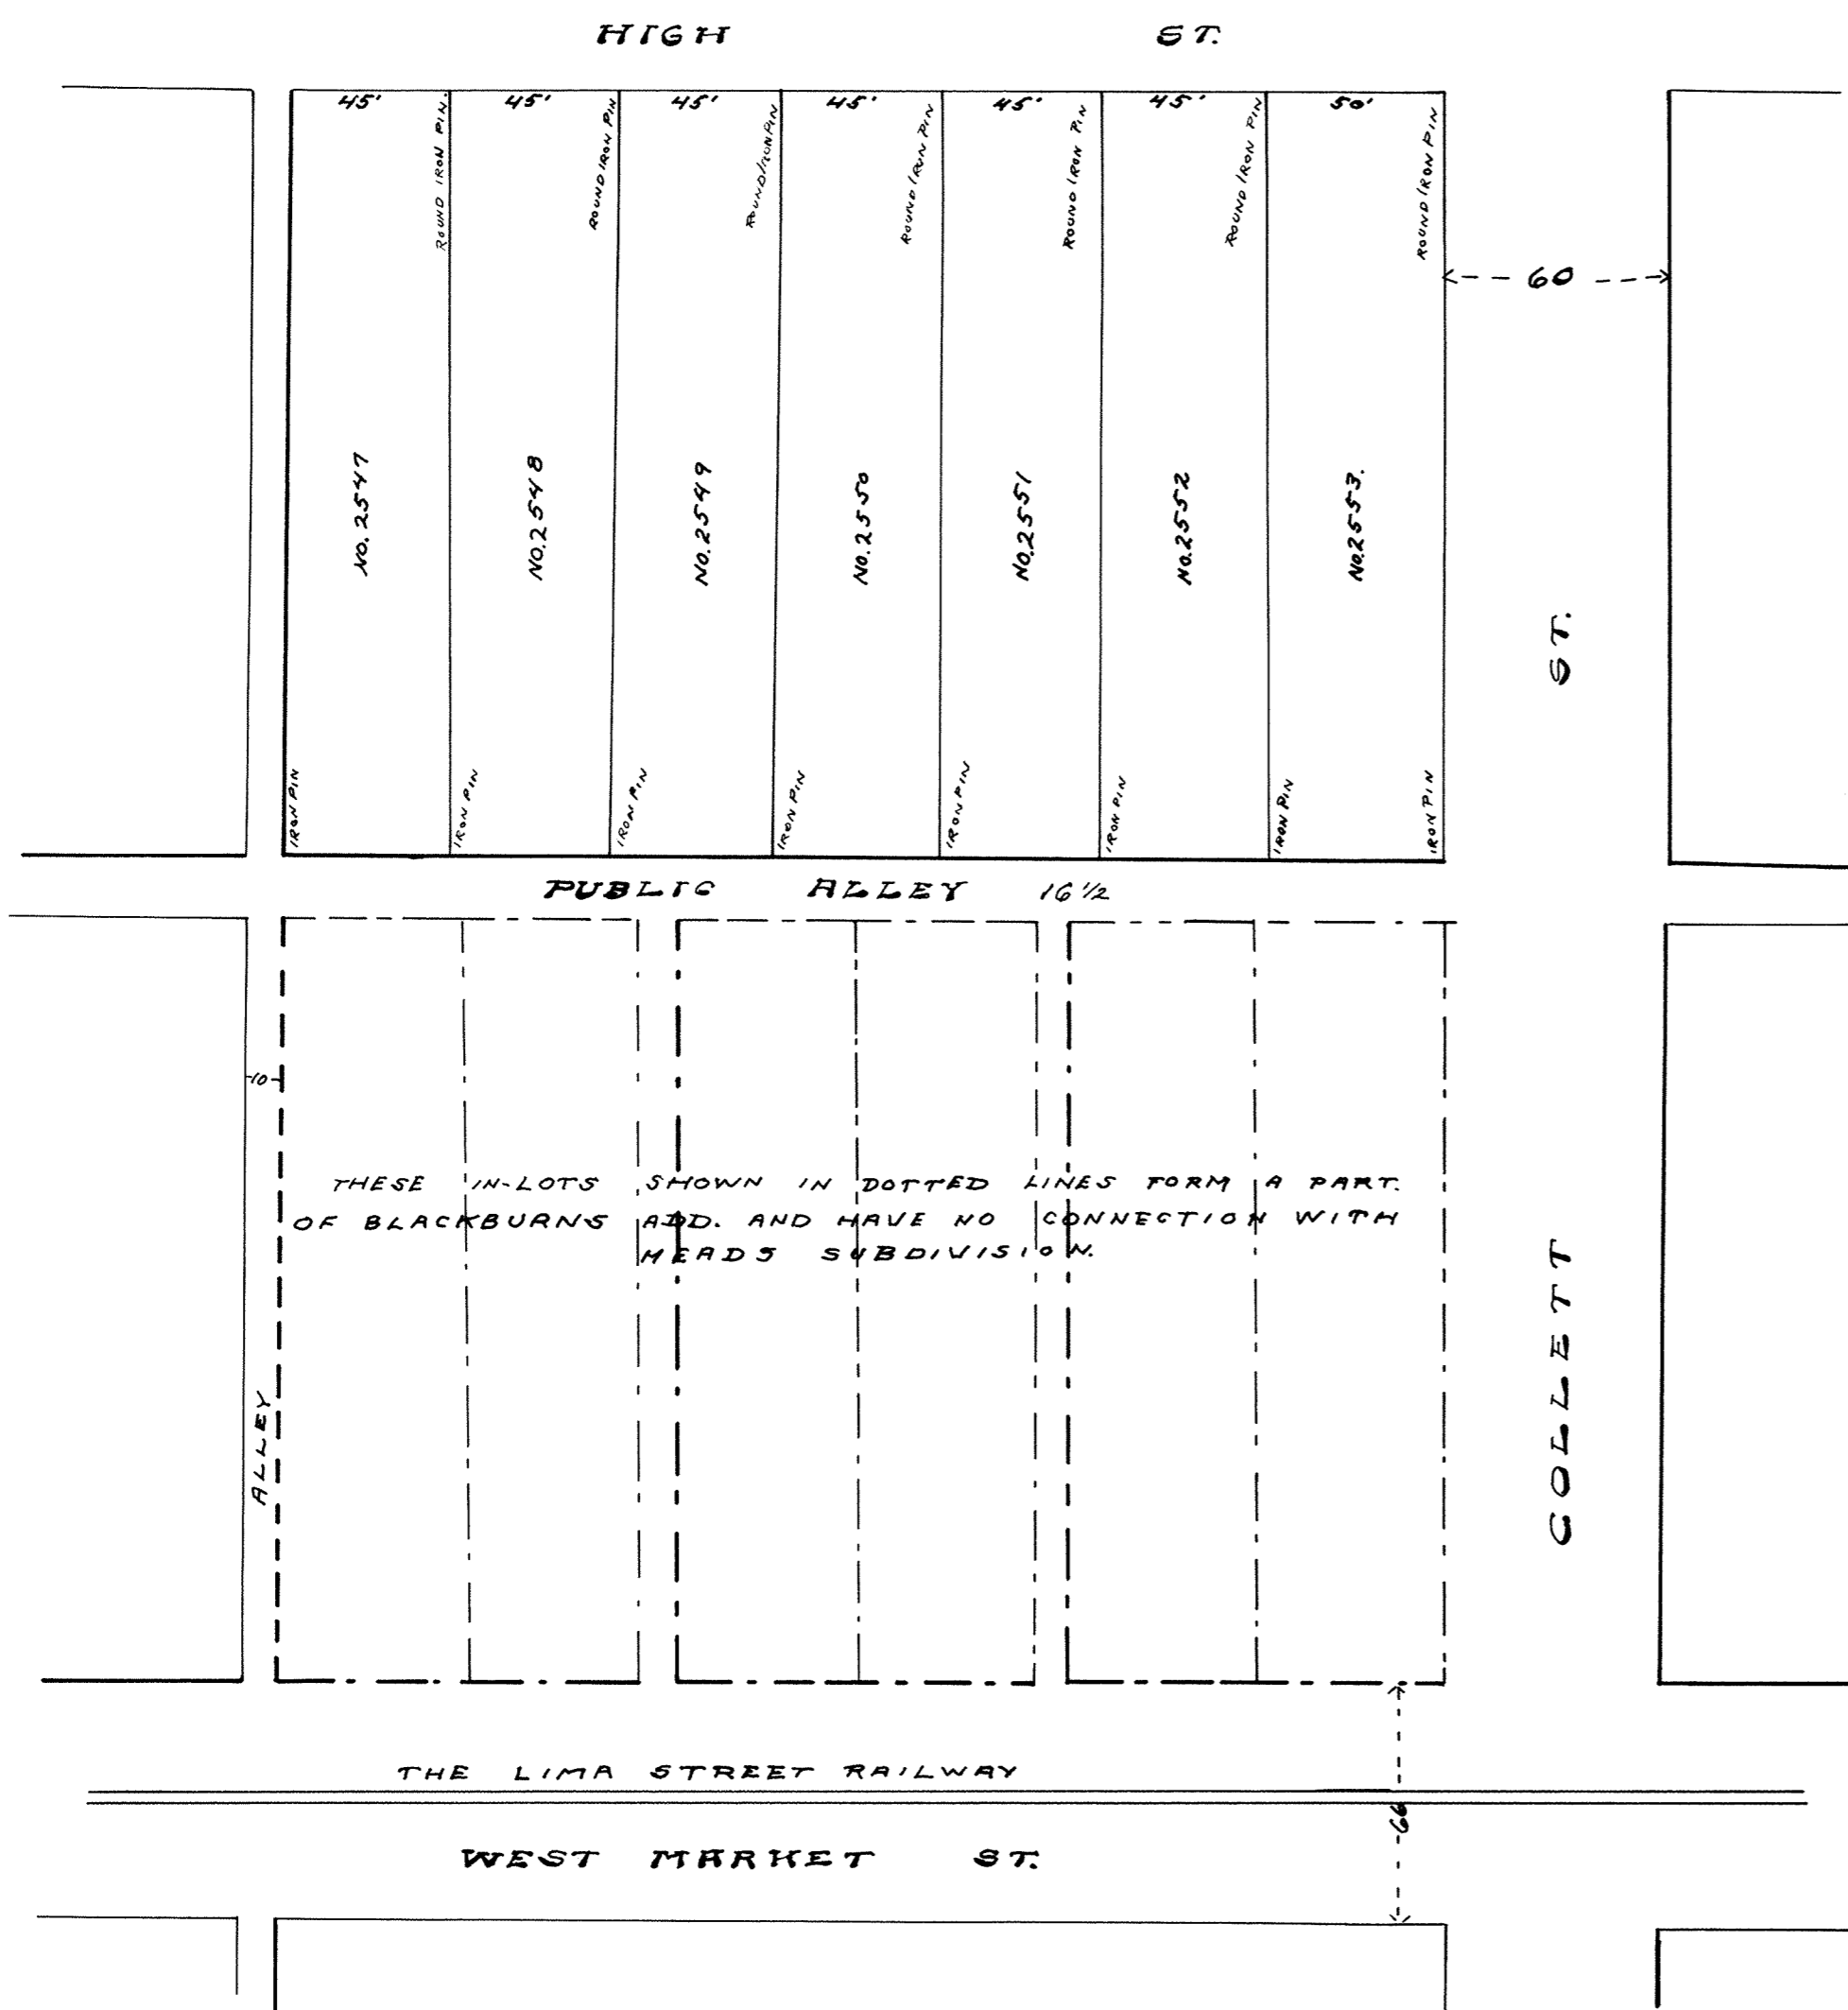 HIGH ST.
45' 45' 45' 45' 45' 45' 50'
ROUND IRON PIN.
ROUND IRON PIN
ROUND IRON PIN
ROUND IRON PIN
ROUND IRON PIN
ROUND IRON PIN
ROUND IRON PIN
60
NO. 2547
NO. 2548
NO. 2549
NO. 2550
NO. 2551
NO. 2552
NO. 2553.
IRON PIN
IRON PIN
IRON PIN
IRON PIN
IRON PIN
IRON PIN
IRON PIN
IRON PIN
PUBLIC ALLEY 16 1/2
10
THESE IN-LOTS SHOWN IN DOTTED LINES FORM A PART.
OF BLACKBURNS ADD. AND HAVE NO CONNECTION WITH
MEADS SUBDIVISION.
ALLEY
COLLETT ST.
THE LIMA STREET RAILWAY
66
WEST MARKET ST.